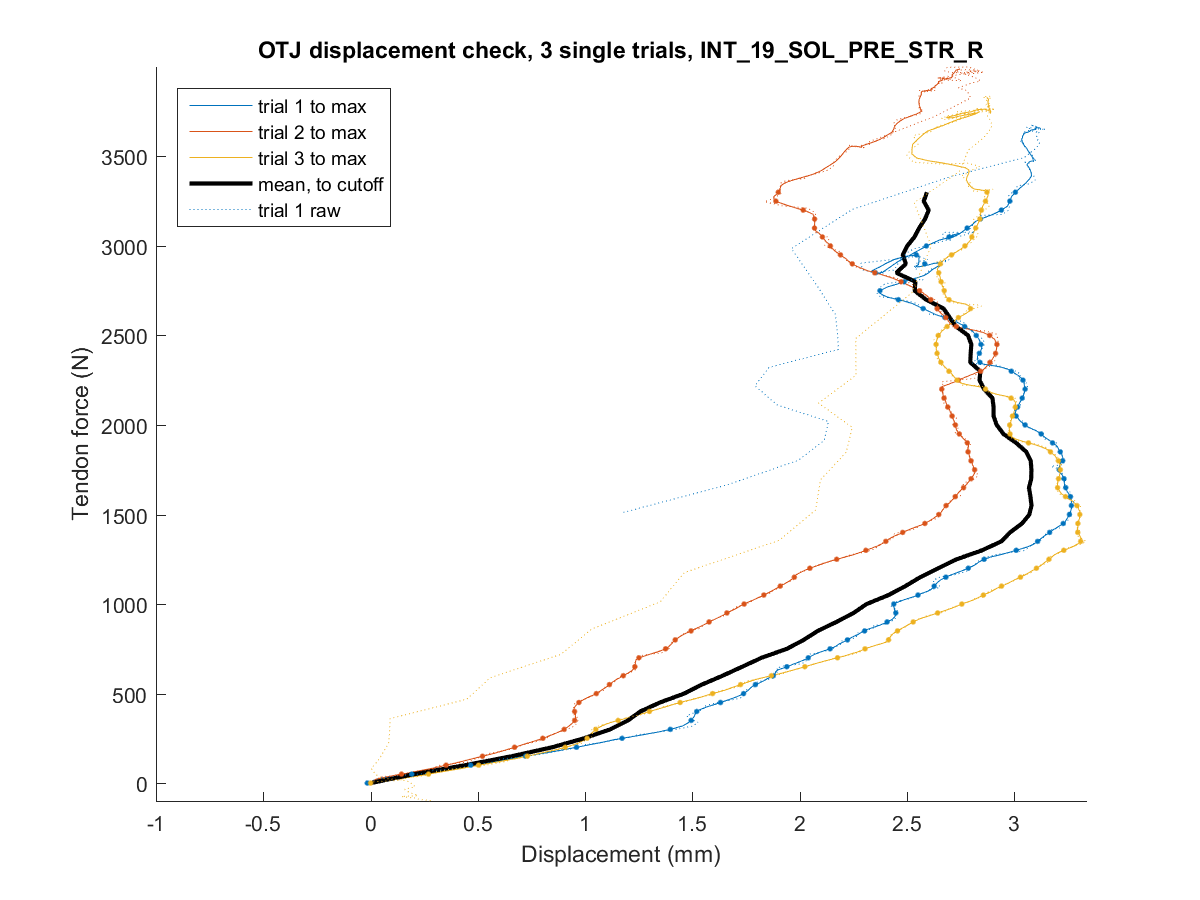 OTJ displacement check, 3 single trials, INT_19_SOL_PRE_STR_R
trial 1 to max
trial 2 to max
trial 3 to max
mean, to cutoff
trial 1 raw
3500
3000
2500
2000
1500
1000
500
0
Tendon force (N)
-1 -0.5 0 0.5 1 1.5 2 2.5 3
Displacement (mm)